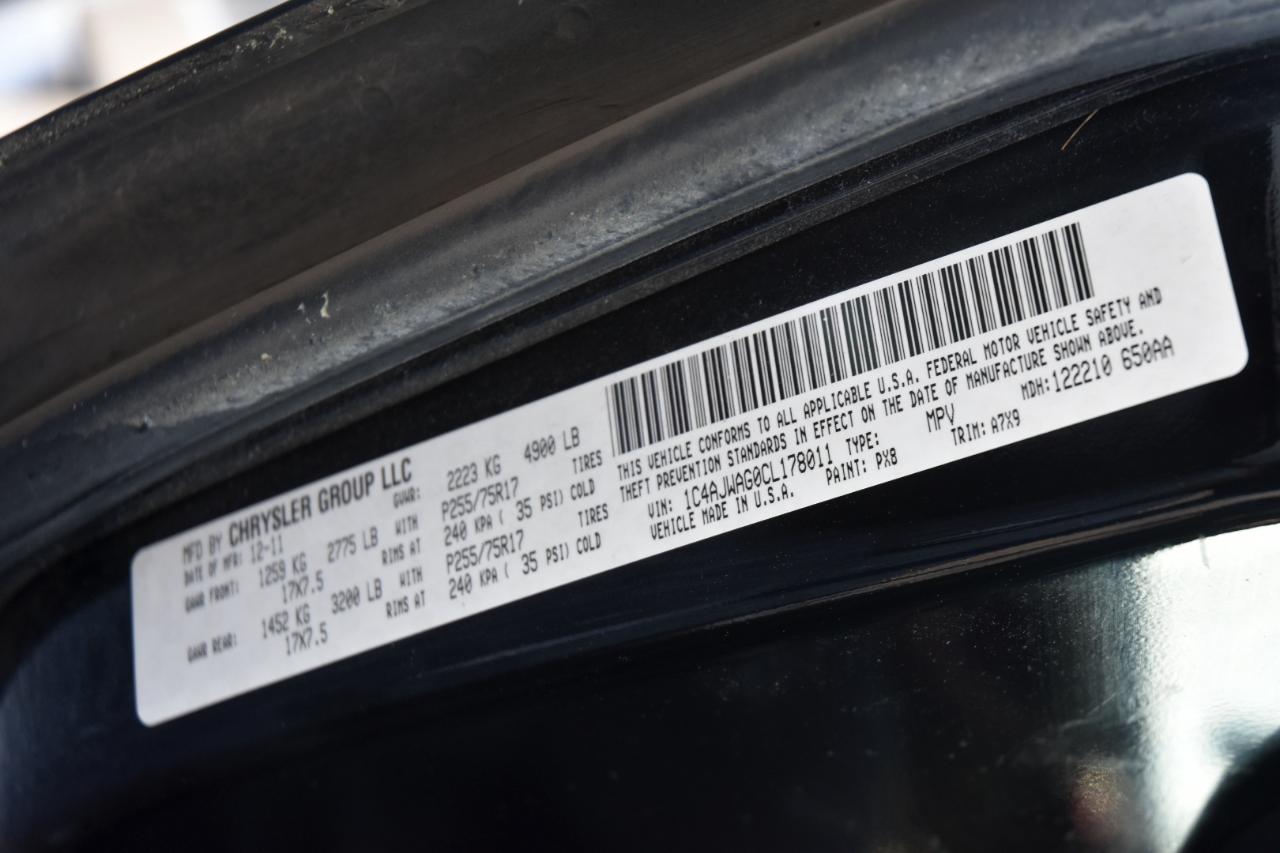 MFD BY CHRYSLER GROUP LLC
DATE OF MFR: 12-11 GVWR: 2223 KG 4900 LB
GAWR FRONT: 1259 KG 2775 LB WITH P255/75R17 TIRES
17X7.5 RIMS AT 240 KPA ( 35 PSI) COLD
GAWR REAR: 1452 KG 3200 LB WITH P255/75R17 TIRES
17X7.5 RIMS AT 240 KPA ( 35 PSI) COLD
THIS VEHICLE CONFORMS TO ALL APPLICABLE U.S.A. FEDERAL MOTOR VEHICLE SAFETY AND
THEFT PREVENTION STANDARDS IN EFFECT ON THE DATE OF MANUFACTURE SHOWN ABOVE.
VIN: 1C4AJWAG0CL178011 TYPE: MPV MDH:122210 650AA
VEHICLE MADE IN U.S.A. PAINT: PX8 TRIM: A7X9